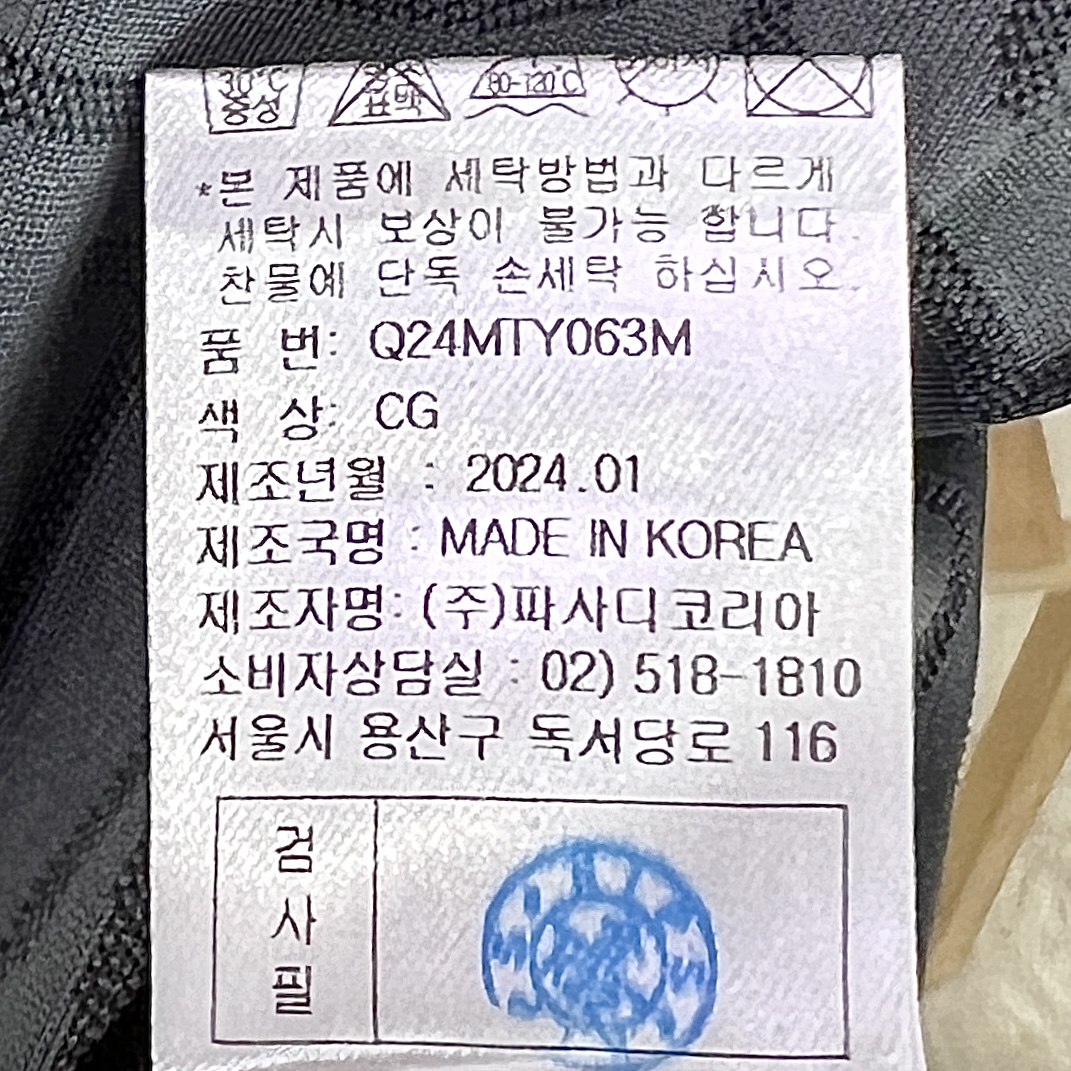 30°C
중성
표백
80-120°C
*본 제품에 세탁방법과 다르게
세탁시 보상이 불가능 합니다.
찬물에 단독 손세탁 하십시오.
품 번: Q24MTY063M
색 상: CG
제조년월 : 2024.01
제조국명 : MADE IN KOREA
제조자명: (주)파사디코리아
소비자상담실 : 02) 518-1810
서울시 용산구 독서당로 116
검
사
필